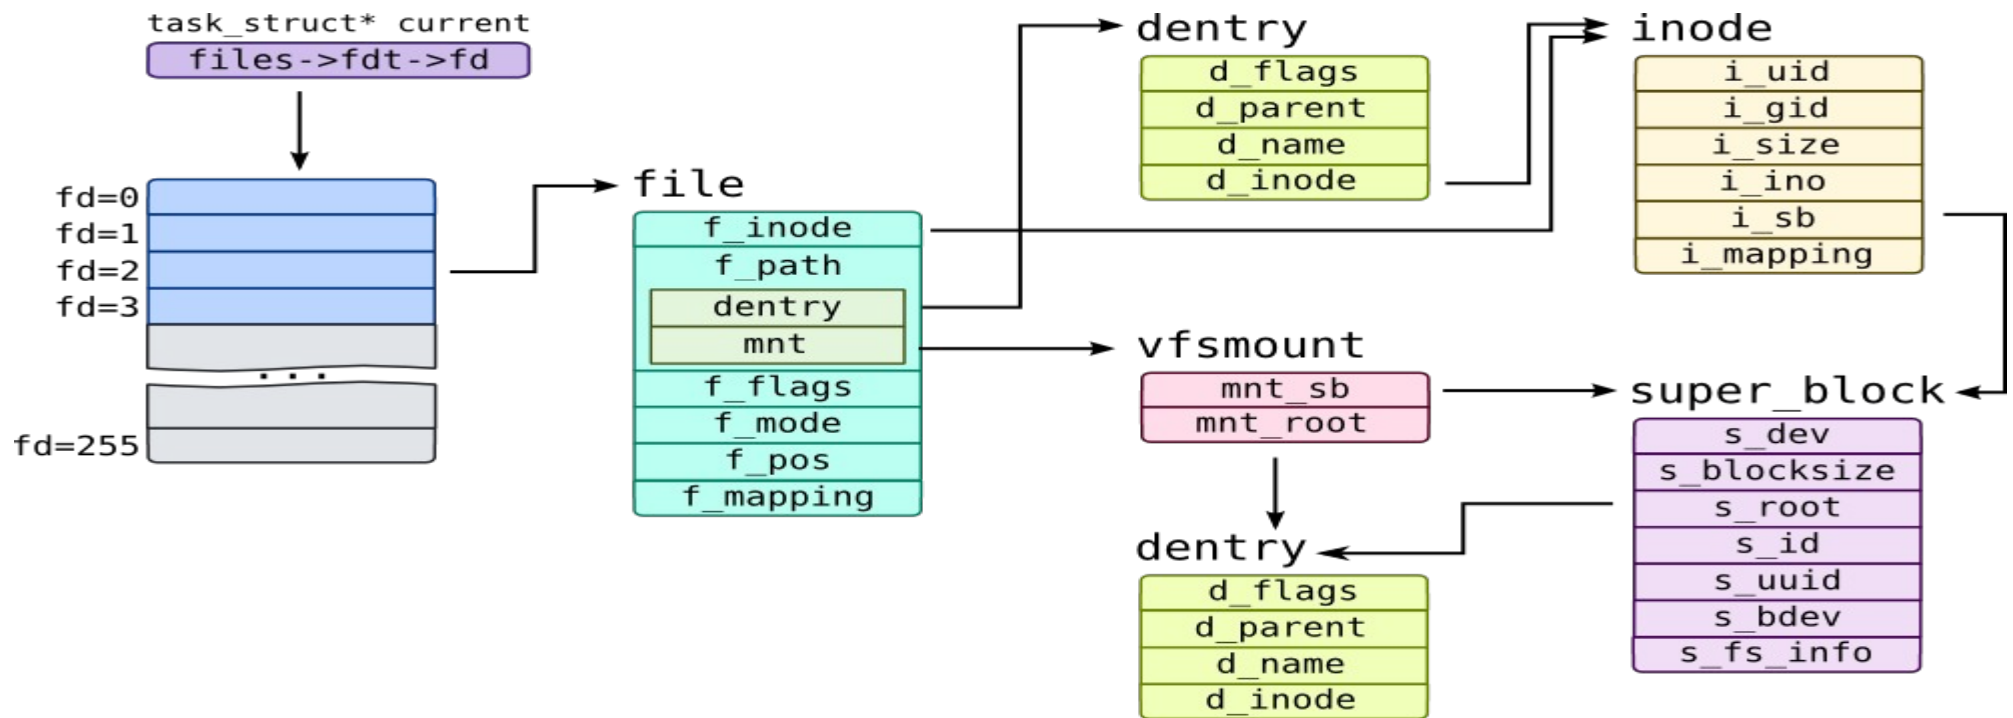 task_struct* current
files->fdt->fd
fd=0
fd=1
fd=2
fd=3
...
fd=255
file
f_inode
f_path
dentry
mnt
f_flags
f_mode
f_pos
f_mapping
dentry
d_flags
d_parent
d_name
d_inode
vfsmount
mnt_sb
mnt_root
dentry
d_flags
d_parent
d_name
d_inode
inode
i_uid
i_gid
i_size
i_ino
i_sb
i_mapping
super_block
s_dev
s_blocksize
s_root
s_id
s_uuid
s_bdev
s_fs_info